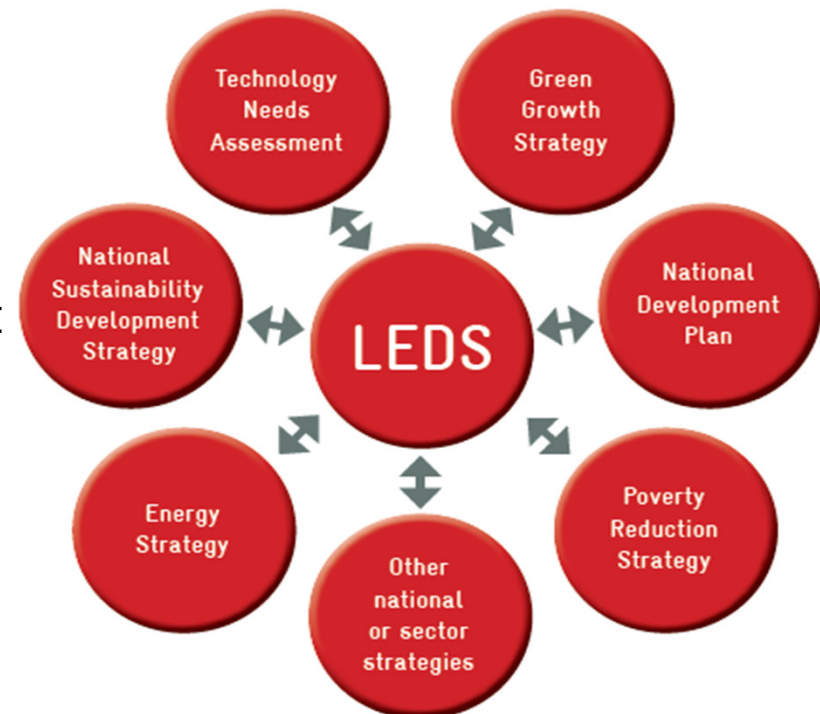 Technology
Needs
Assessment
Green
Growth
Strategy
National
Sustainability
Development
Strategy
LEDS
National
Development
Plan
Energy
Strategy
Poverty
Reduction
Strategy
Other
national
or sector
strategies